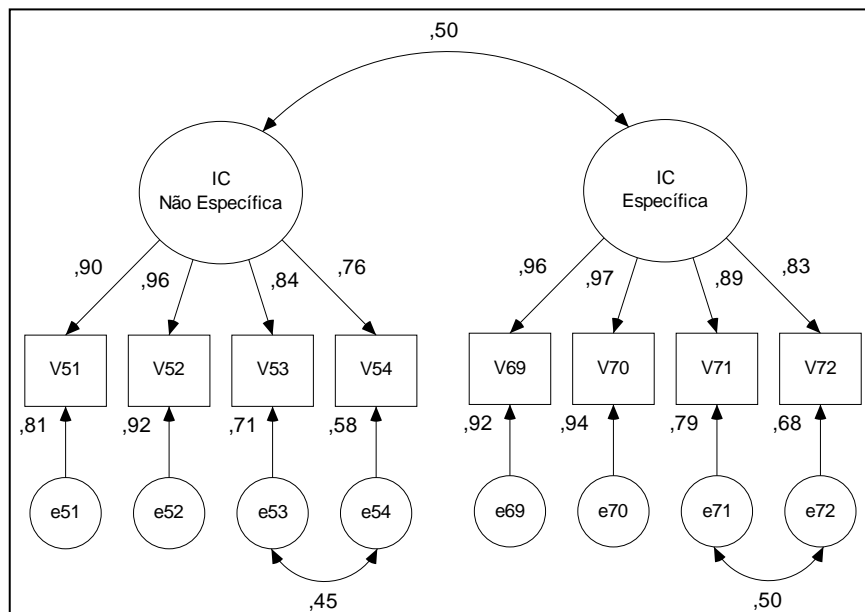 ,50
IC
Não Específica
IC
Específica
,90
,96
,84
,76
,96
,97
,89
,83
V51
V52
V53
V54
V69
V70
V71
V72
,81
,92
,71
,58
,92
,94
,79
,68
e51
e52
e53
e54
e69
e70
e71
e72
,45
,50